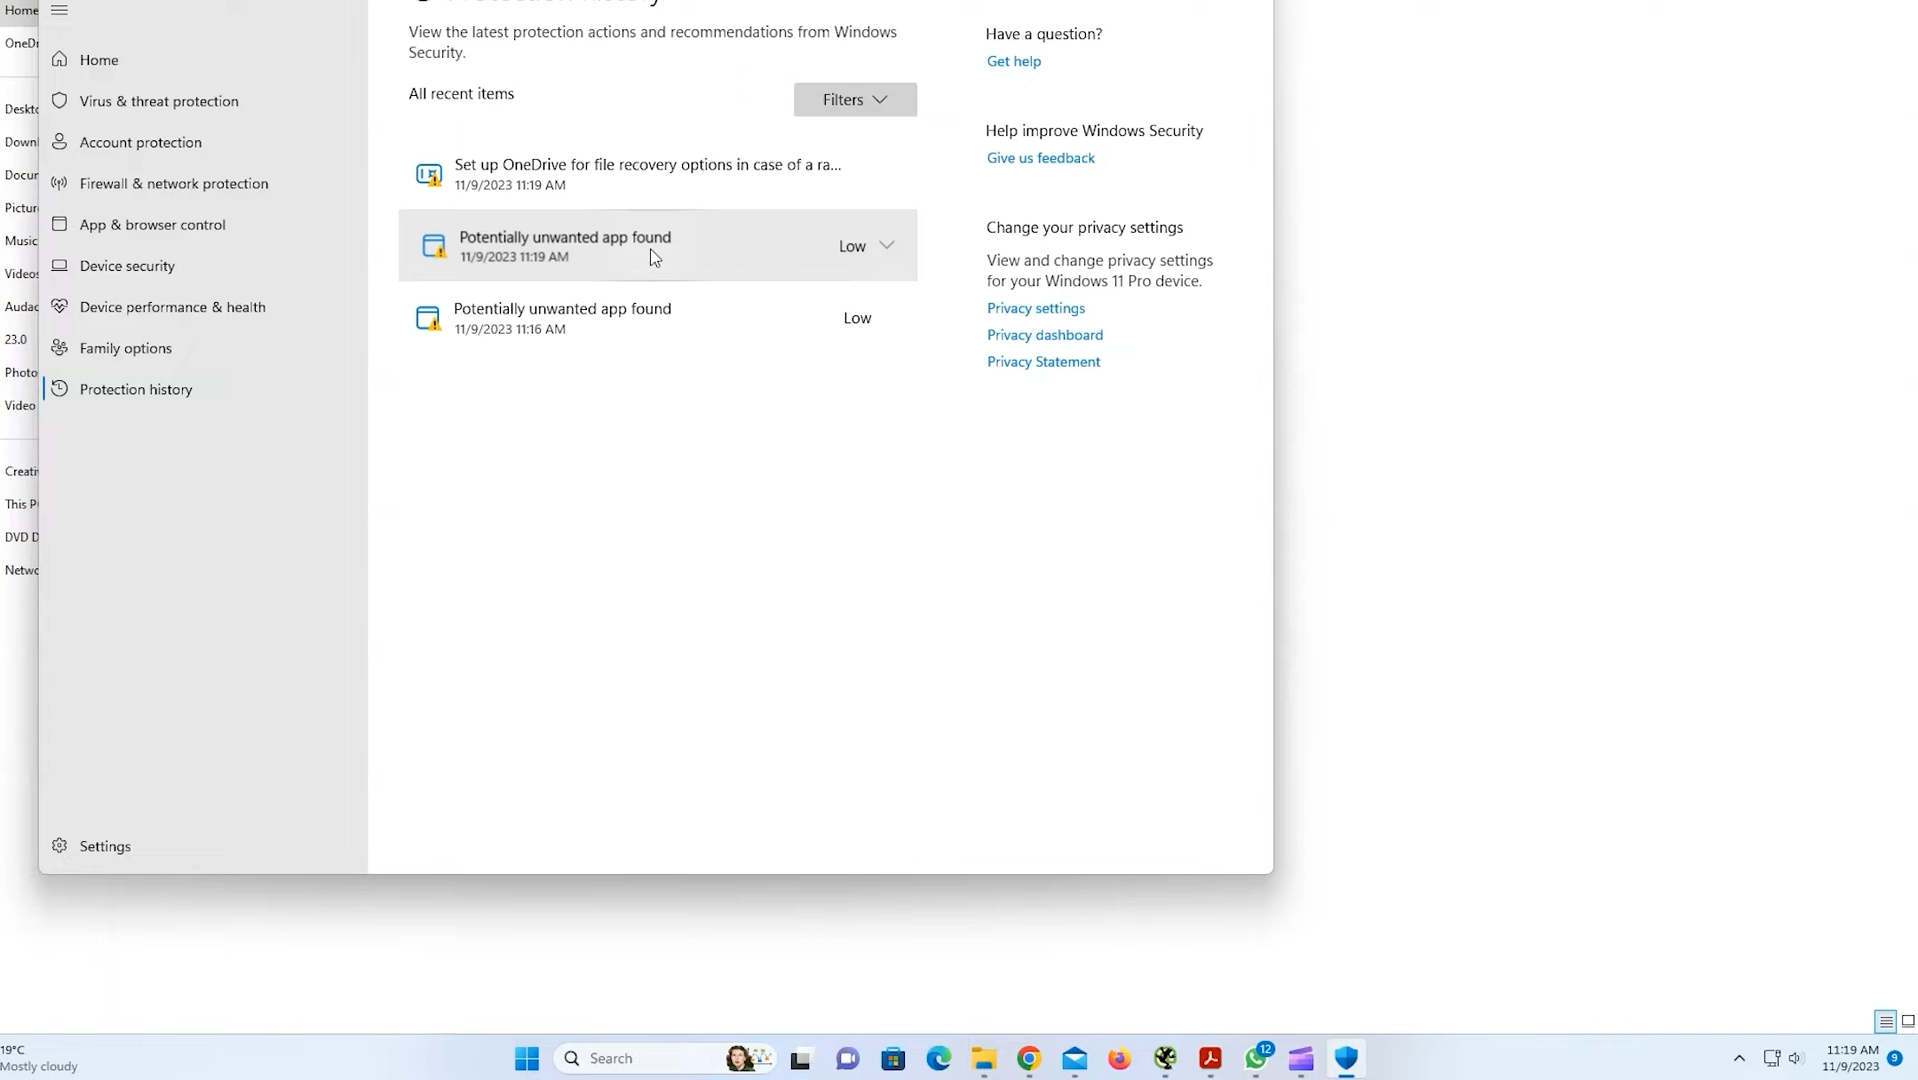 Home
OneDr
Deskto
Downl
Docur
Picture
Music
Videos
Audac
23.0
Photo
Video
Creati
This P
DVD D
Netwo
Home
Virus & threat protection
Account protection
Firewall & network protection
App & browser control
Device security
Device performance & health
Family options
Protection history
Settings
View the latest protection actions and recommendations from Windows
Security.
All recent items
Filters
Set up OneDrive for file recovery options in case of a ra...
11/9/2023 11:19 AM
Potentially unwanted app found
11/9/2023 11:19 AM
Low
Potentially unwanted app found
11/9/2023 11:16 AM
Low
Have a question?
Get help
Help improve Windows Security
Give us feedback
Change your privacy settings
View and change privacy settings
for your Windows 11 Pro device.
Privacy settings
Privacy dashboard
Privacy Statement
19°C
Mostly cloudy
Search
12
11:19 AM
11/9/2023
9